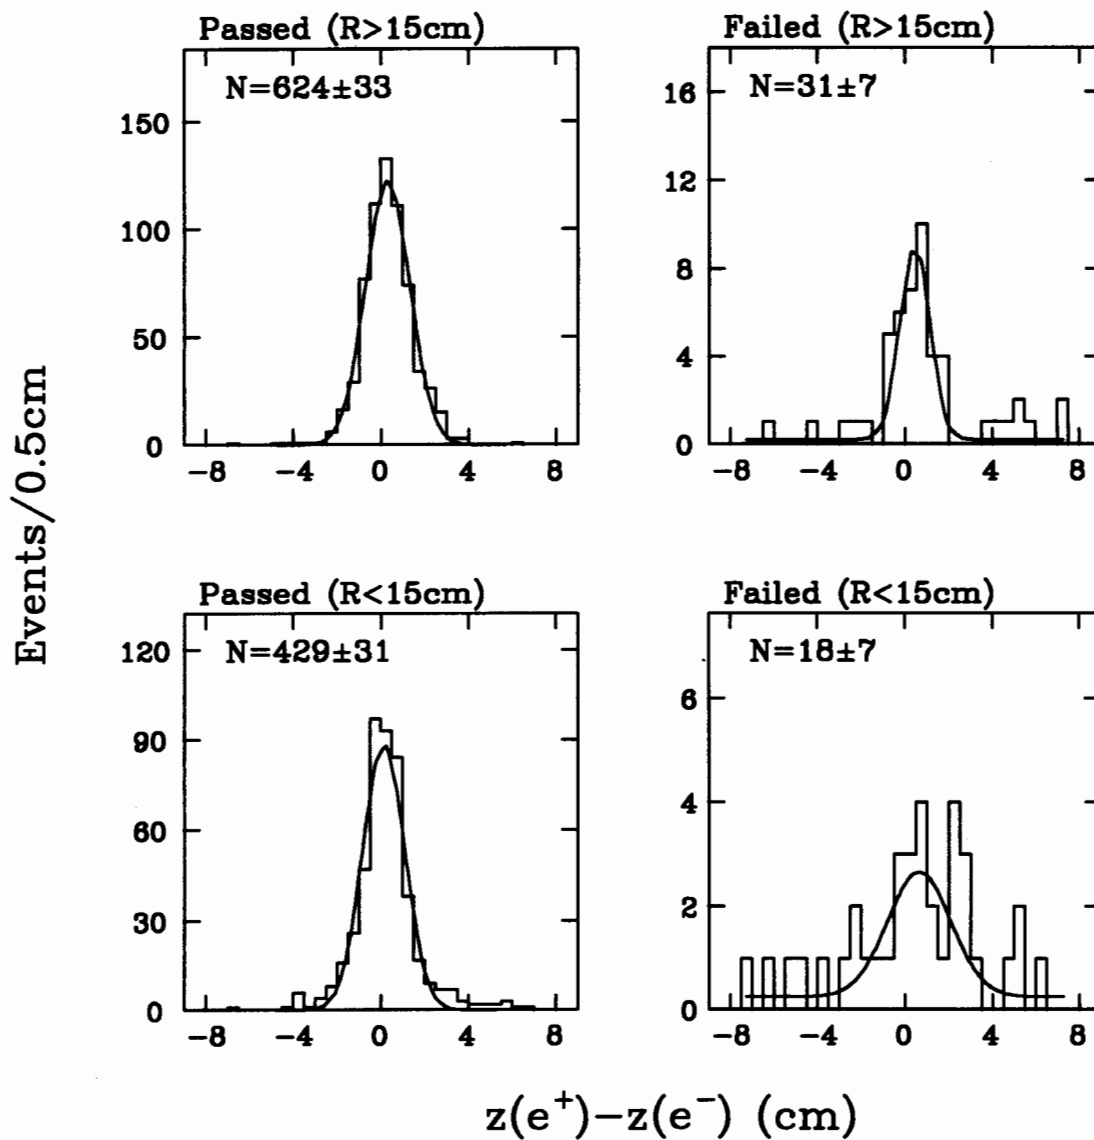 Passed (R>15cm)
N=624±33
150
100
50
0
−8 −4 0 4 8
Failed (R>15cm)
N=31±7
16
12
8
4
0
−8 −4 0 4 8
Events/0.5cm
Passed (R<15cm)
N=429±31
120
90
60
30
0
−8 −4 0 4 8
Failed (R<15cm)
N=18±7
6
4
2
0
−8 −4 0 4 8
z(e⁺)−z(e⁻) (cm)